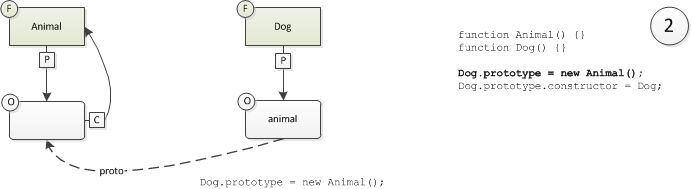 F
Animal
P
O
C
proto
F
Dog
P
O
animal
Dog.prototype = new Animal();
2
function Animal() {}
function Dog() {}
Dog.prototype = new Animal();
Dog.prototype.constructor = Dog;